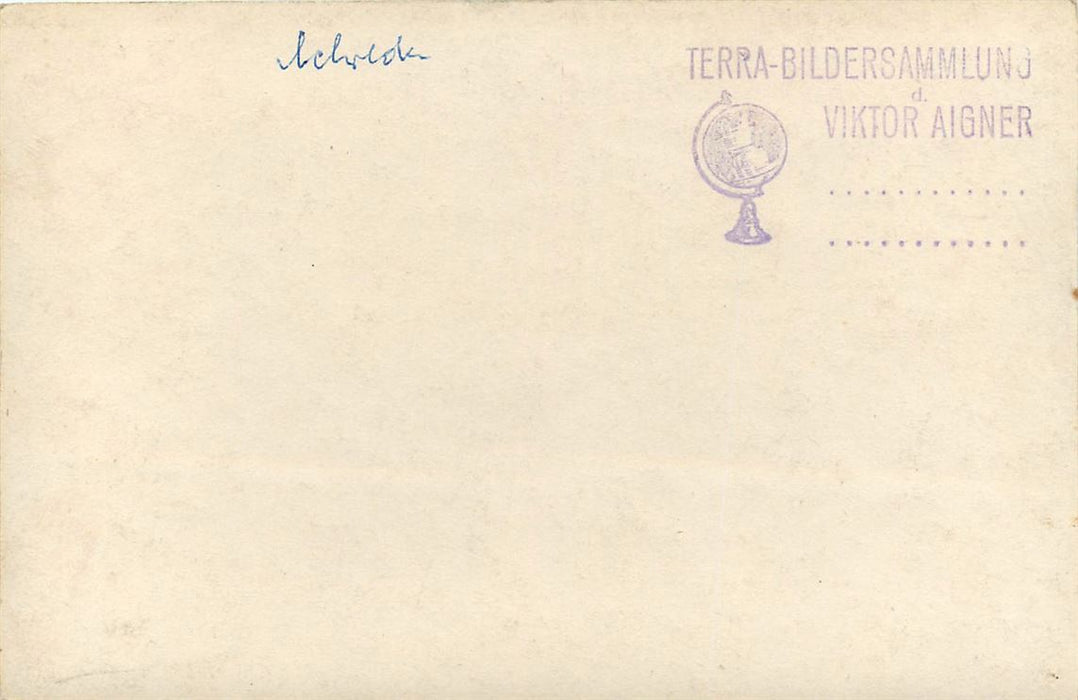 TERRA-BILDERSAMMLUNG
d.
VIKTOR AIGNER